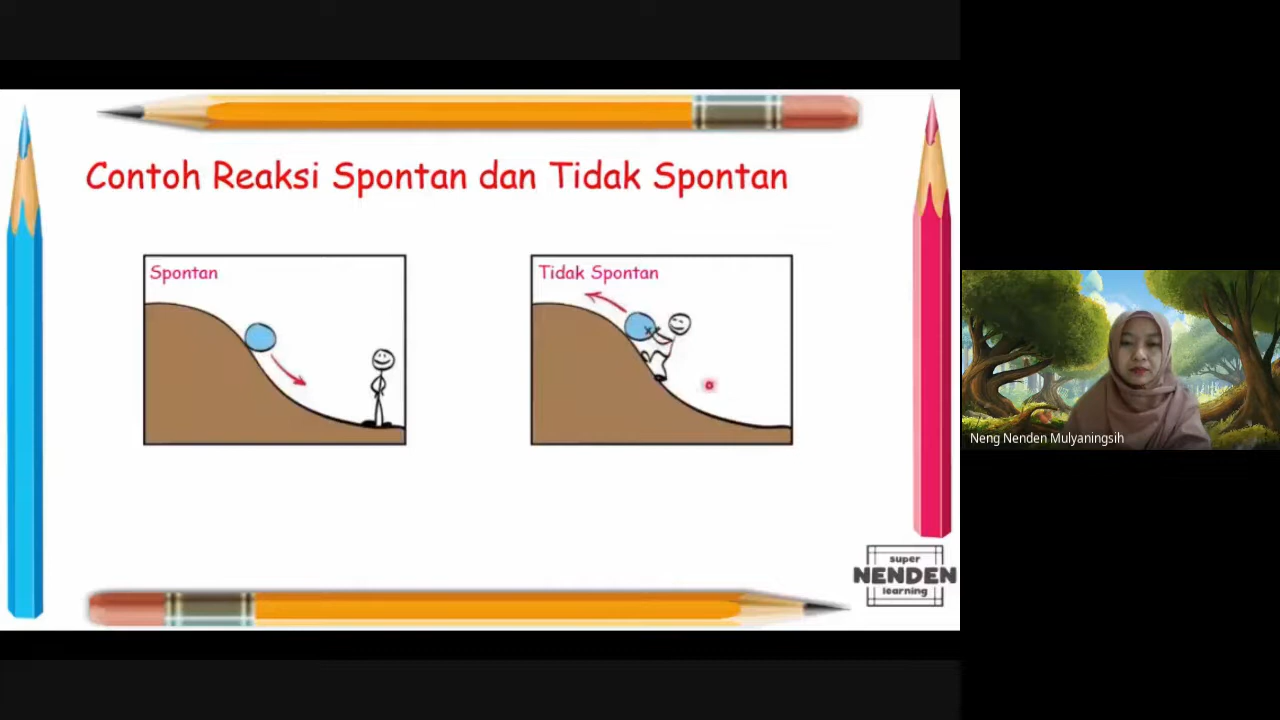 Contoh Reaksi Spontan dan Tidak Spontan
Spontan
Tidak Spontan
super
NENDEN
learning
Neng Nenden Mulyaningsih